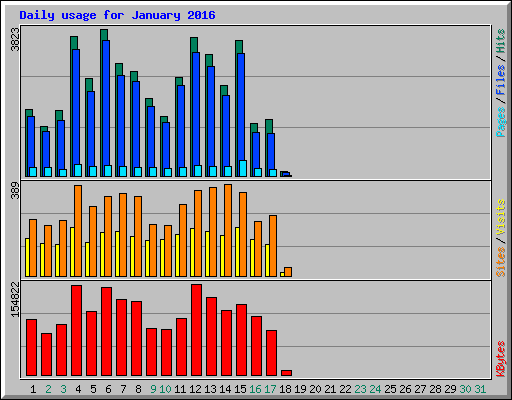 Daily usage for January 2016
3823
Pages/Files/Hits
389
Sites/Visits
154822
KBytes
1 2 3 4 5 6 7 8 9 10 11 12 13 14 15 16 17 18 19 20 21 22 23 24 25 26 27 28 29 30 31